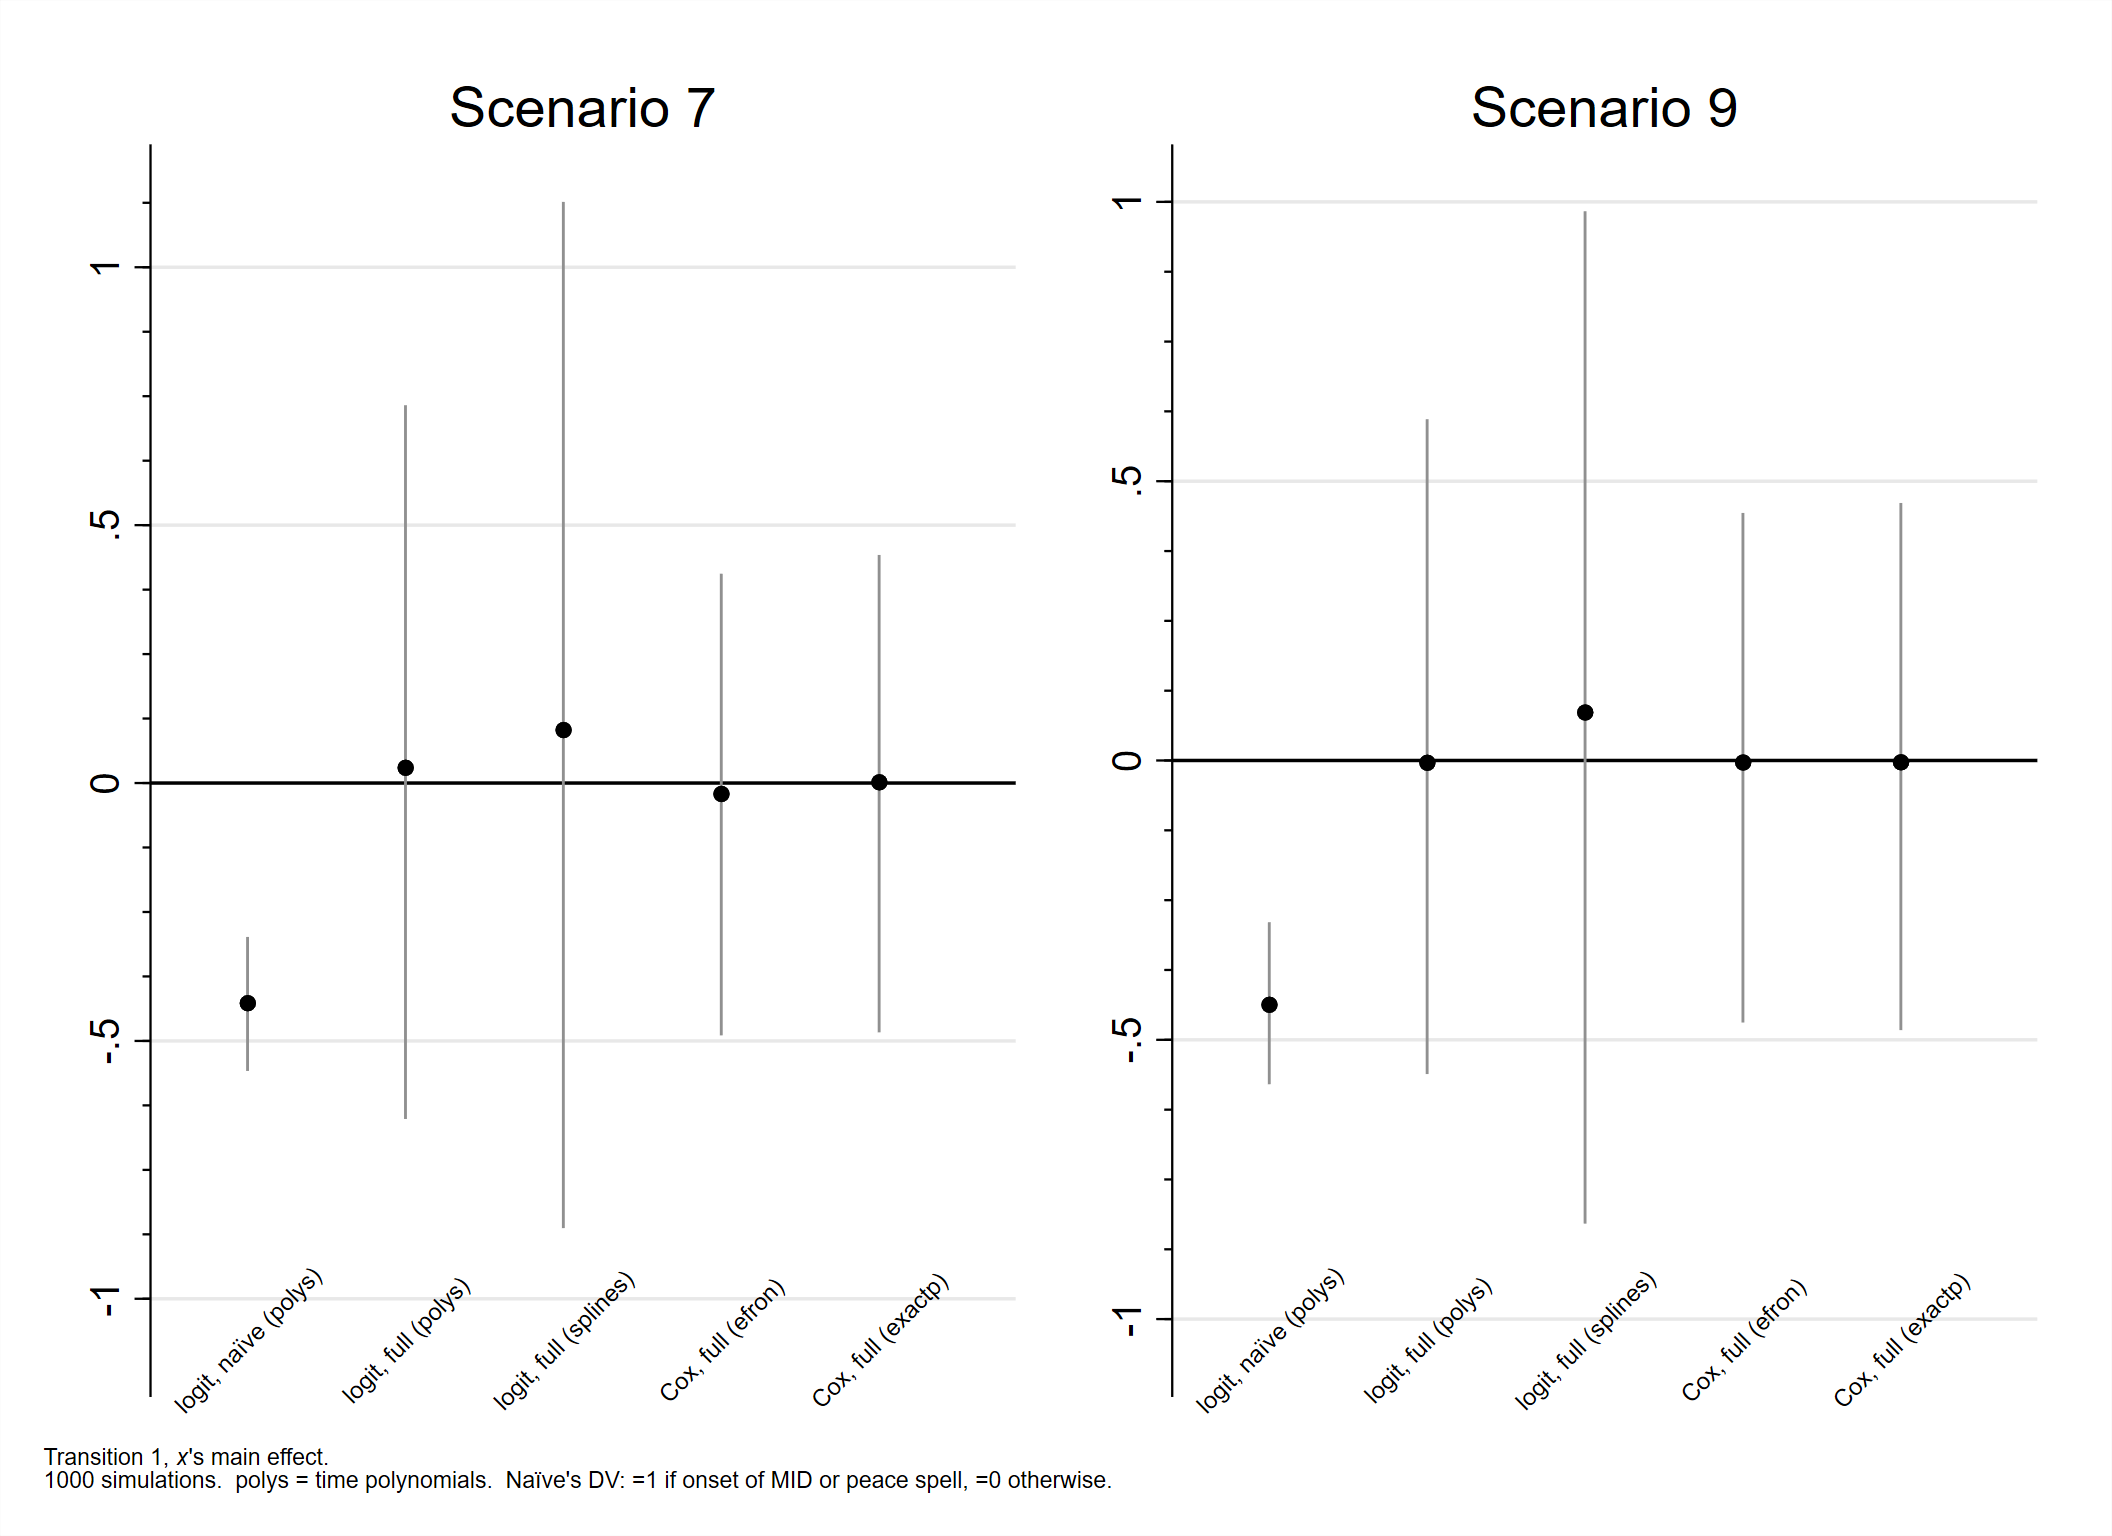 Scenario 7
1
.5
0
-.5
-1
logit, naïve (polys)
logit, full (polys)
logit, full (splines)
Cox, full (efron)
Cox, full (exactp)
Scenario 9
1
.5
0
-.5
-1
logit, naïve (polys)
logit, full (polys)
logit, full (splines)
Cox, full (efron)
Cox, full (exactp)
Transition 1, x's main effect.
1000 simulations.  polys = time polynomials.  Naïve's DV: =1 if onset of MID or peace spell, =0 otherwise.